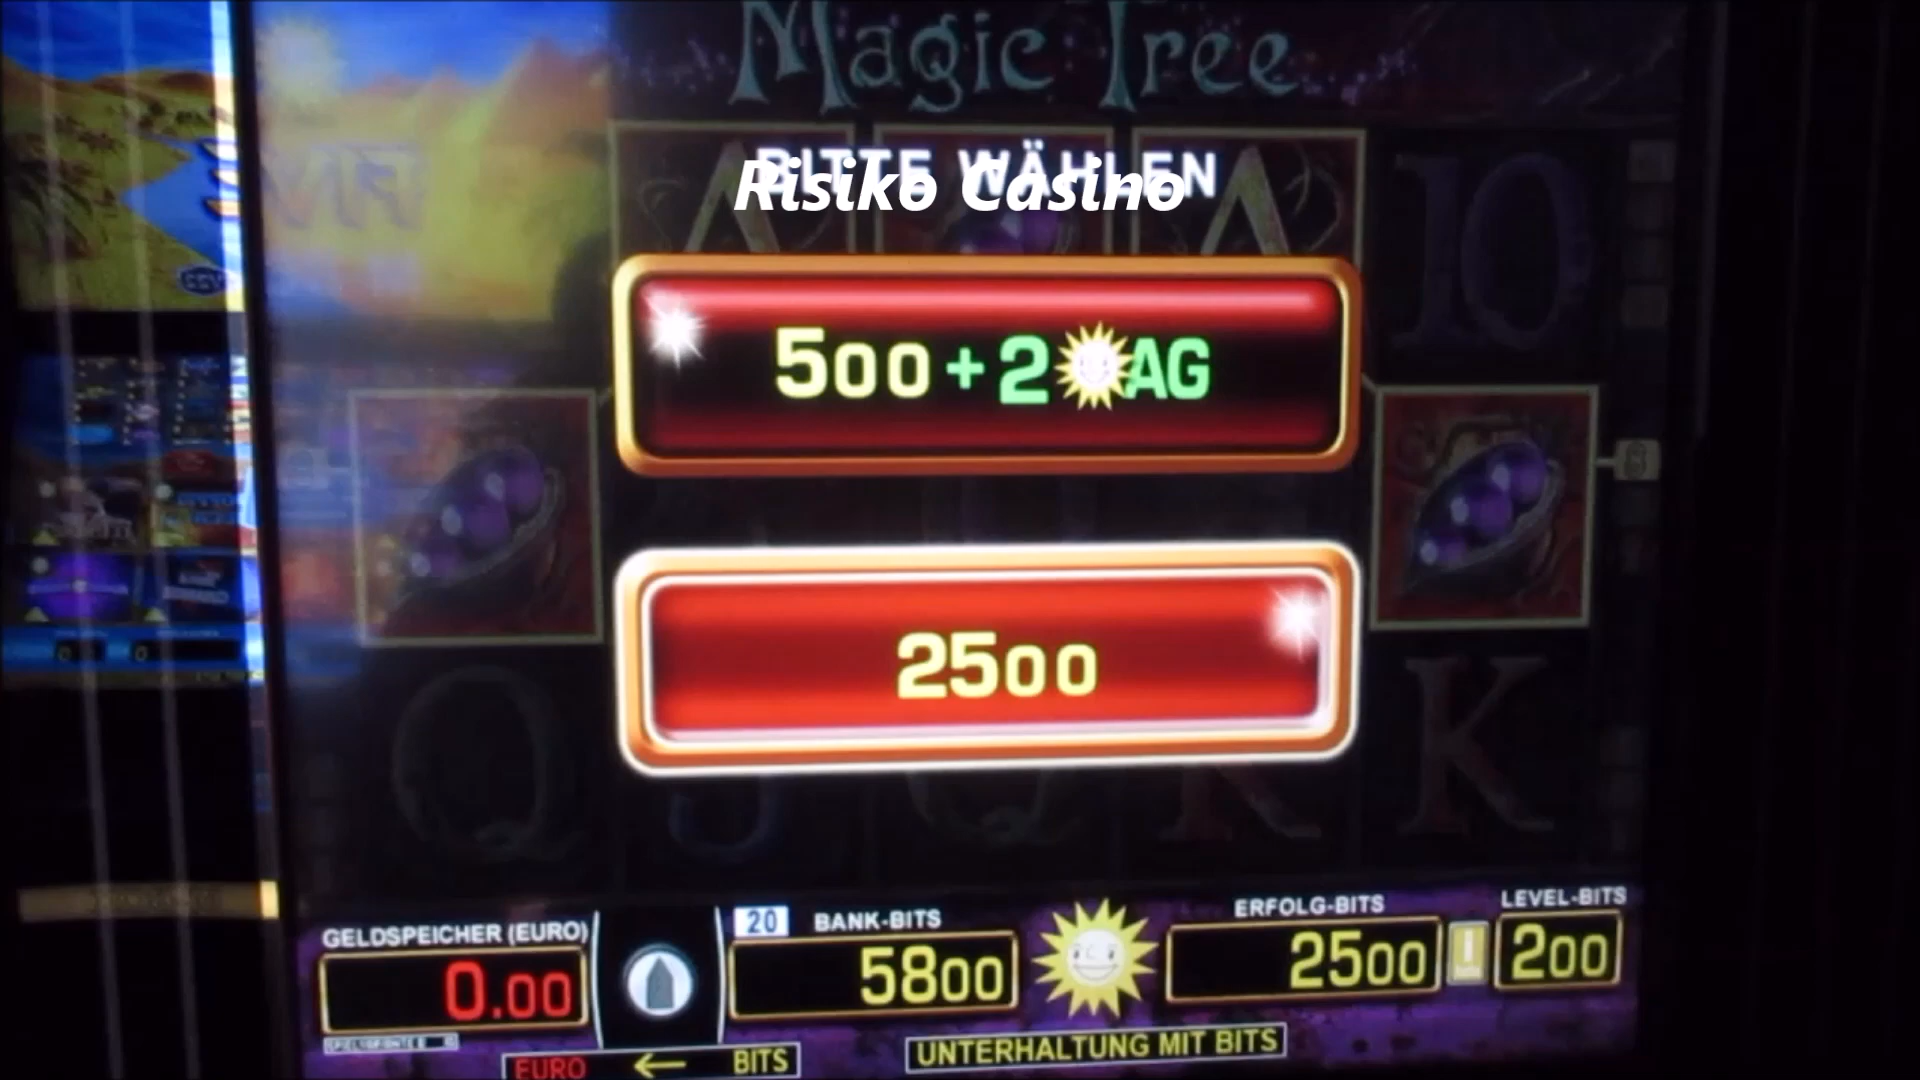 Magic Tree
BITTE WÄHLEN
Risiko Casino
10
500+2 AG
2500
Q J Q K K
GELDSPEICHER (EURO)
0.00
20 BANK-BITS
5800
ERFOLG-BITS
2500
LEVEL-BITS
200
EURO ← BITS
UNTERHALTUNG MIT BITS